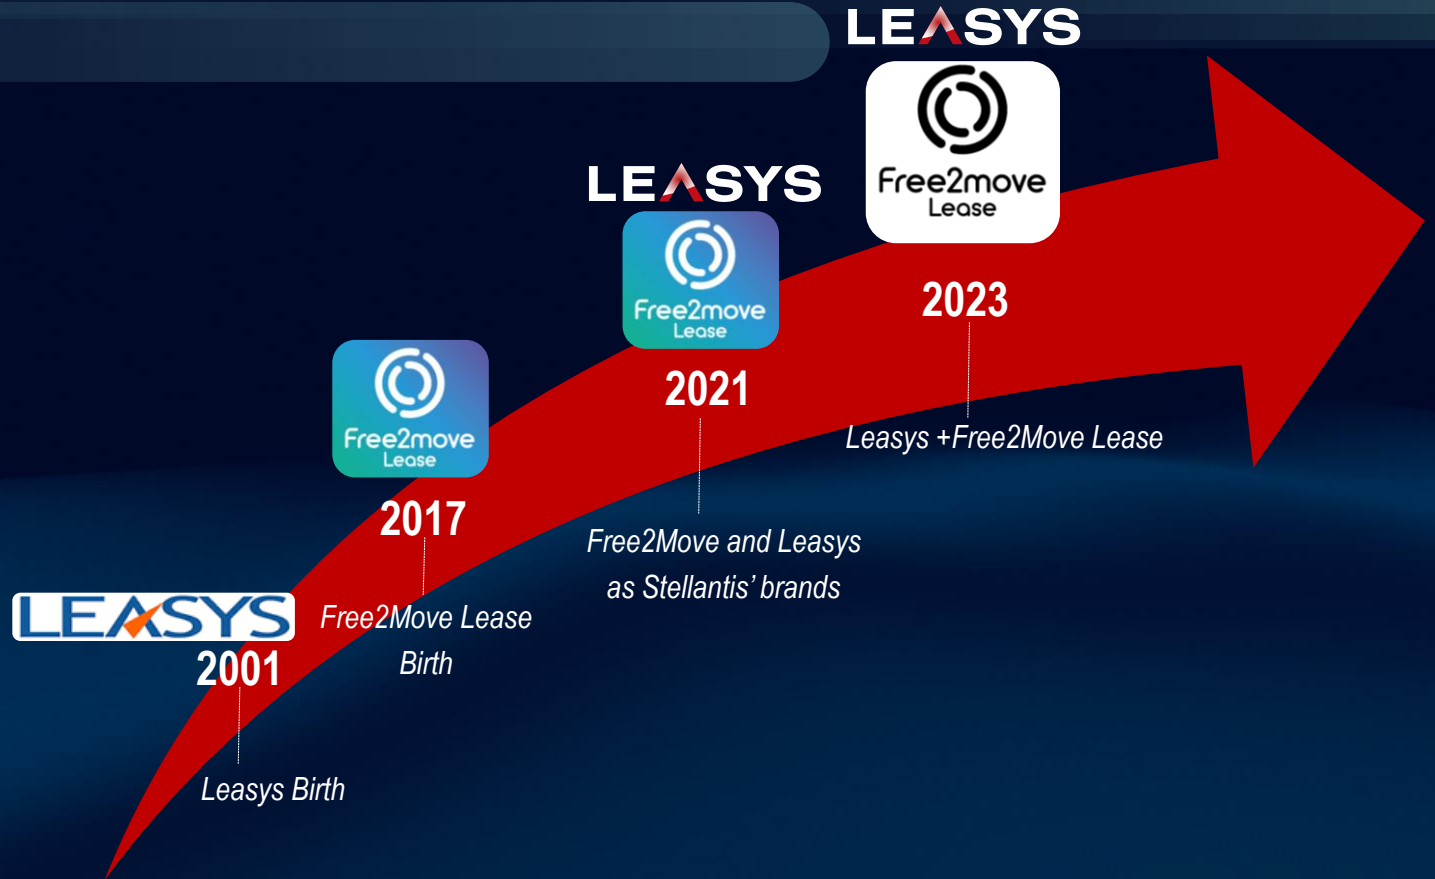 LEASYS
2001
Leasys Birth
Free2move
Lease
2017
Free2Move Lease
Birth
LEASYS
Free2move
Lease
2021
Free2Move and Leasys
as Stellantis’ brands
LEASYS
Free2move
Lease
2023
Leasys +Free2Move Lease